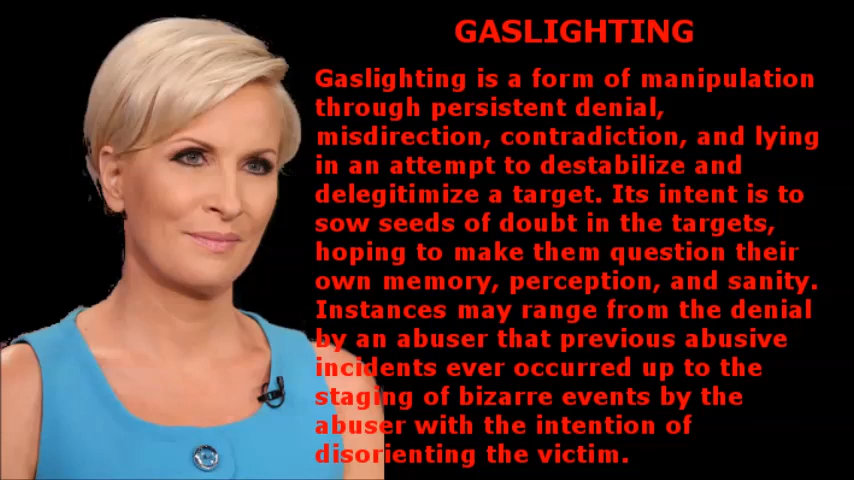 GASLIGHTING
Gaslighting is a form of manipulation
through persistent denial,
misdirection, contradiction, and lying
in an attempt to destabilize and
delegitimize a target. Its intent is to
sow seeds of doubt in the targets,
hoping to make them question their
own memory, perception, and sanity.
Instances may range from the denial
by an abuser that previous abusive
incidents ever occurred up to the
staging of bizarre events by the
abuser with the intention of
disorienting the victim.